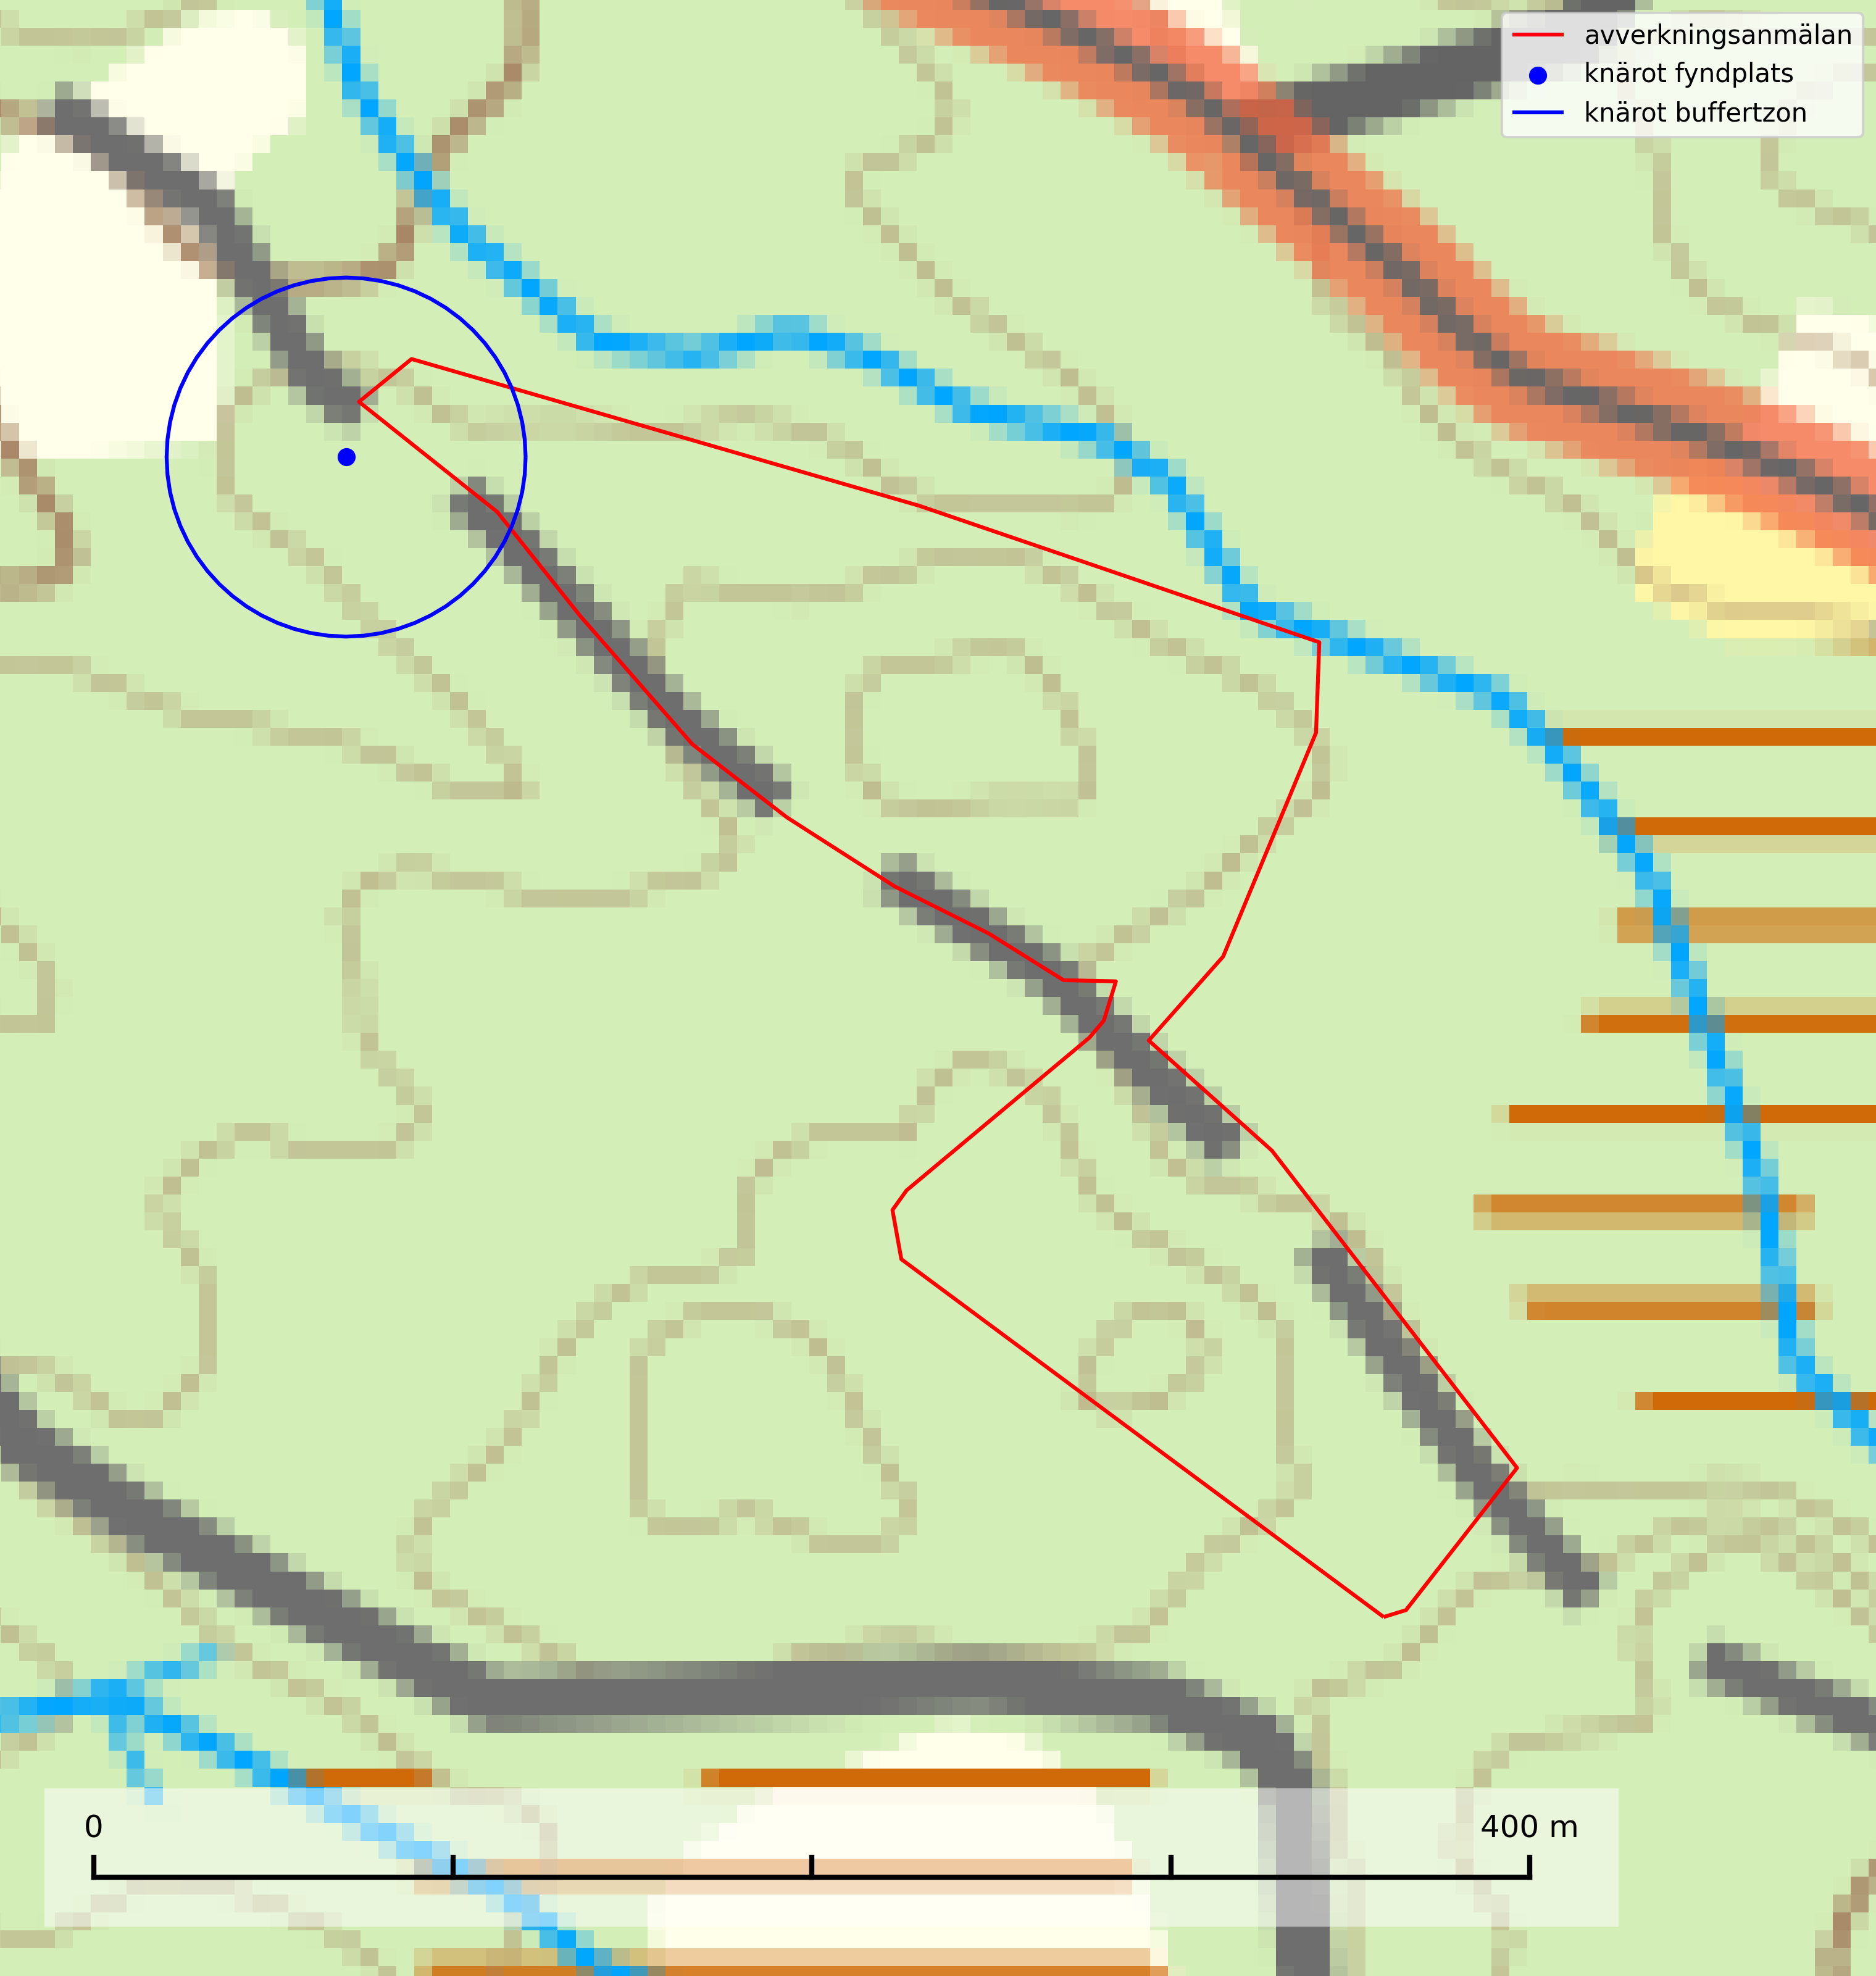 avverkningsanmälan
knärot fyndplats
knärot buffertzon
0
400 m